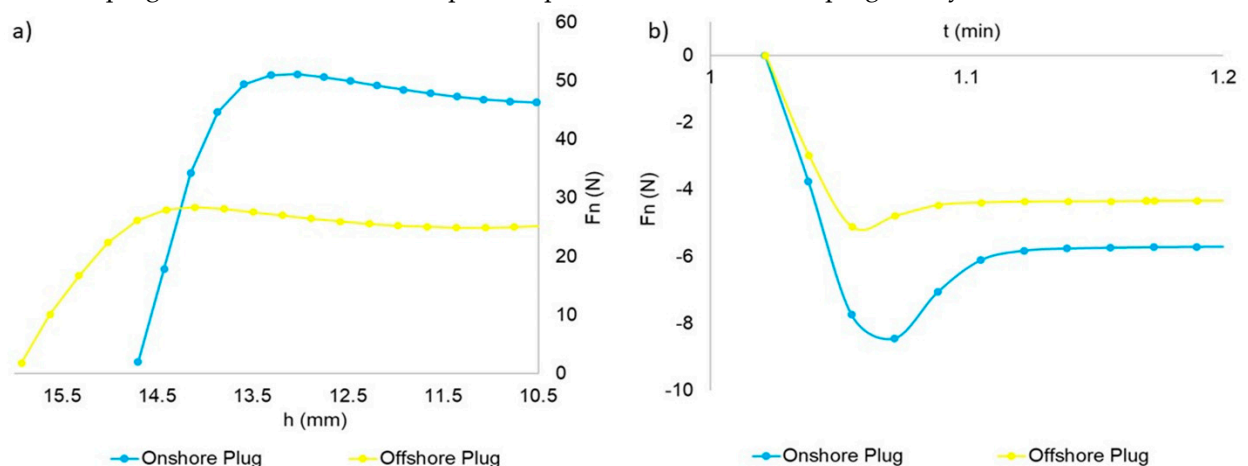 a)
60
50
40
30
20
10
0
Fn (N)
15.5 14.5 13.5 12.5 11.5 10.5
h (mm)
Onshore Plug Offshore Plug
b)
t (min)
1 1.1 1.2
0
-2
-4
-6
-8
-10
Fn (N)
Onshore Plug Offshore Plug